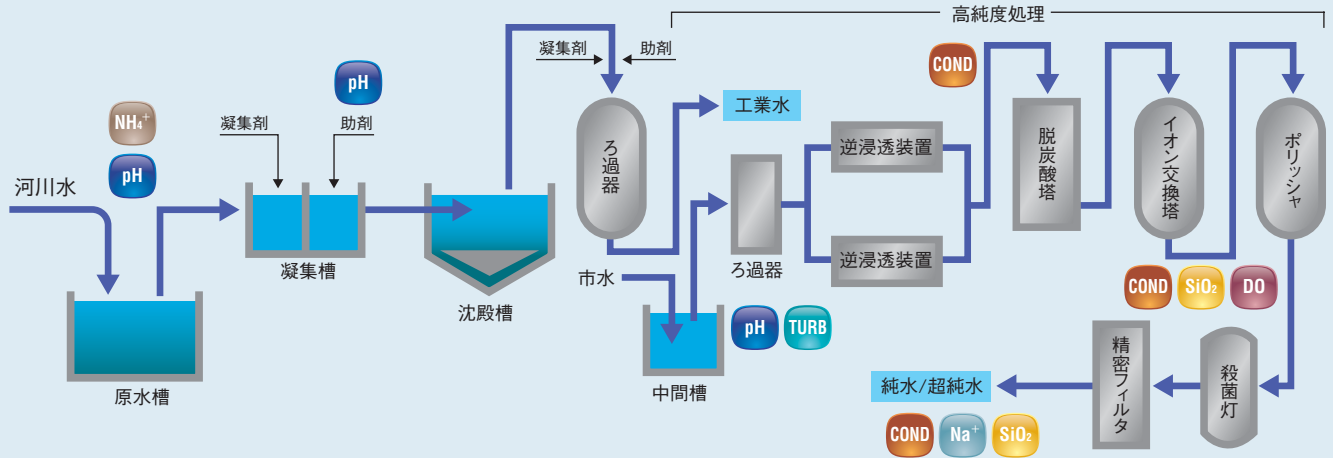 高純度処理
凝集剤
助剤
COND
pH
NH₄⁺
工業水
凝集剤
助剤
ろ過器
逆浸透装置
脱炭酸塔
イオン交換塔
ポリッシャ
pH
河川水
凝集槽
ろ過器
逆浸透装置
市水
沈殿槽
COND
SiO₂
DO
pH
TURB
原水槽
中間槽
純水/超純水
精密フィルタ
殺菌灯
COND
Na⁺
SiO₂